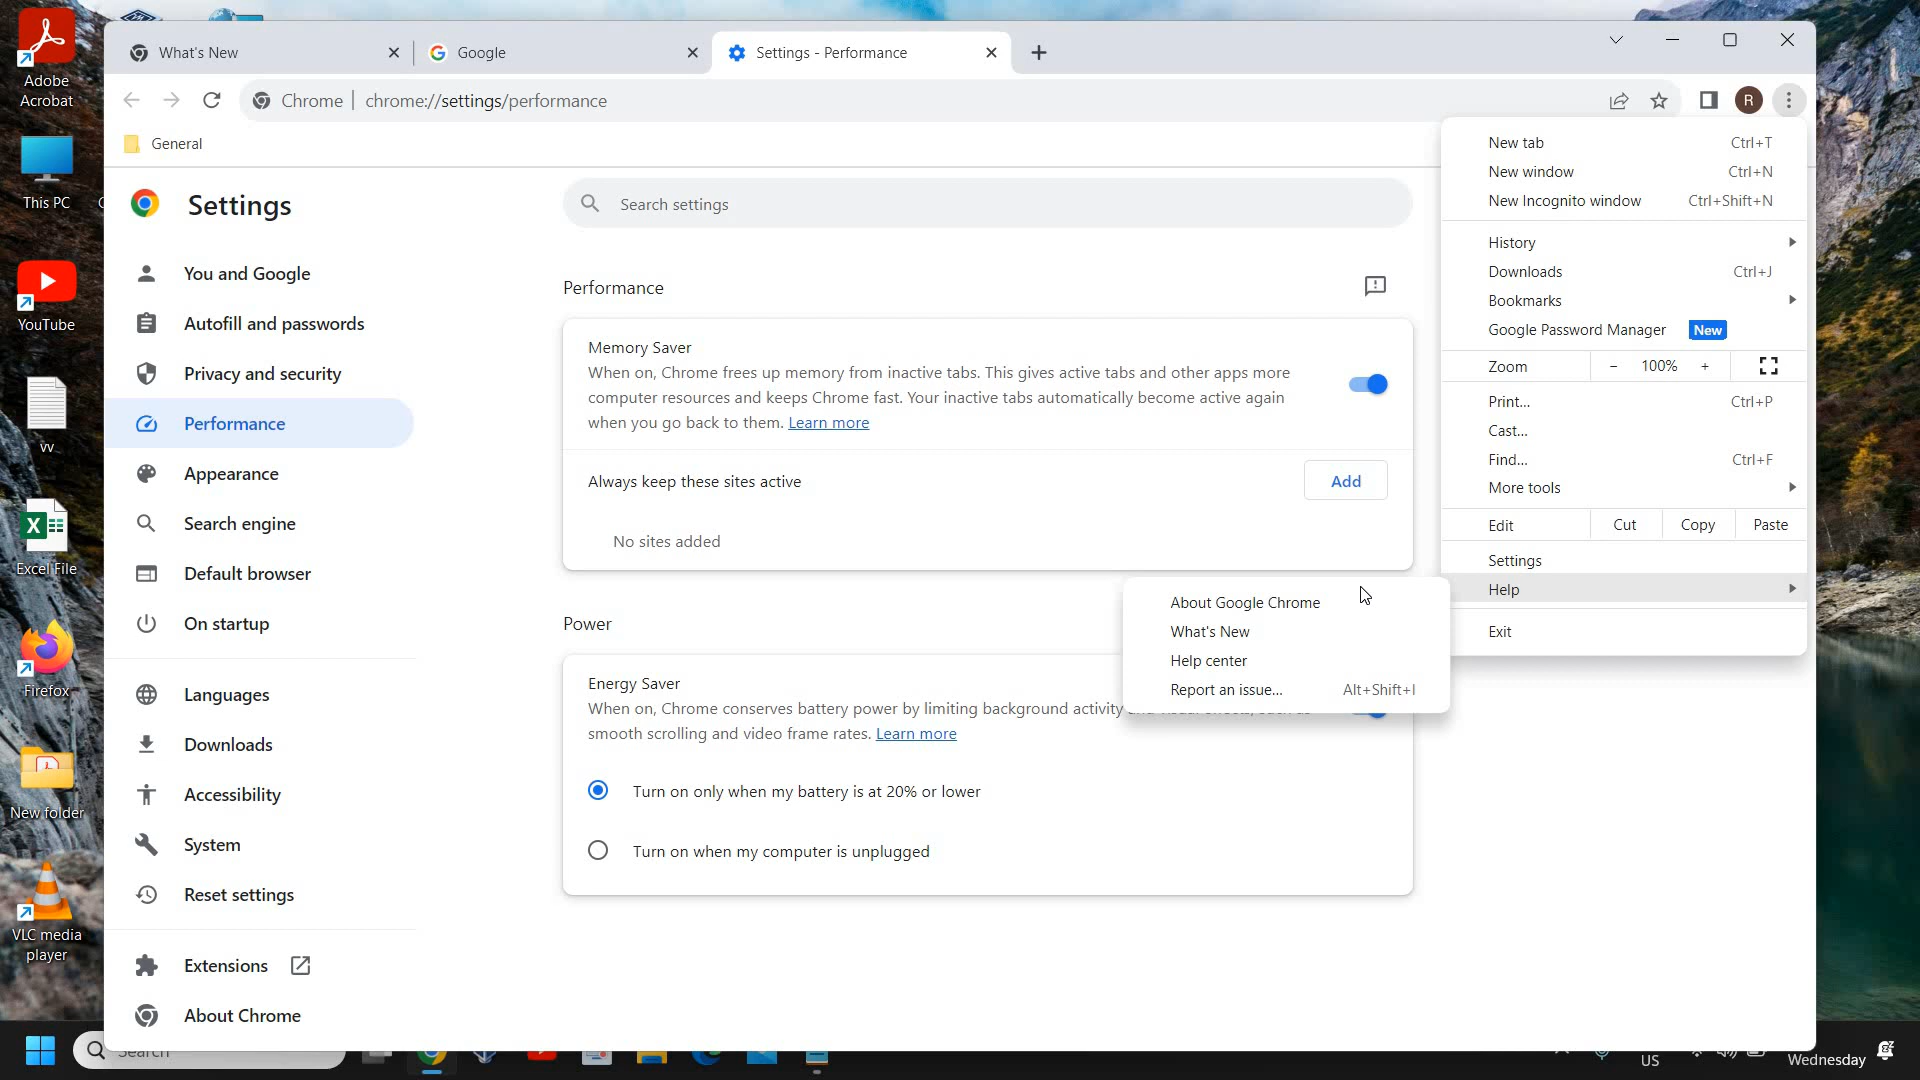 Adobe
Acrobat
This PC
YouTube
vv
Excel File
Firefox
New folder
VLC media
player
What's New
Google
Settings - Performance
Chrome
chrome://settings/performance
R
General
Settings
Search settings
You and Google
Autofill and passwords
Privacy and security
Performance
Appearance
Search engine
Default browser
On startup
Languages
Downloads
Accessibility
System
Reset settings
Extensions
About Chrome
Performance
Memory Saver
When on, Chrome frees up memory from inactive tabs. This gives active tabs and other apps more
computer resources and keeps Chrome fast. Your inactive tabs automatically become active again
when you go back to them. Learn more
Always keep these sites active
Add
No sites added
Power
Energy Saver
When on, Chrome conserves battery power by limiting background activity
smooth scrolling and video frame rates. Learn more
Turn on only when my battery is at 20% or lower
Turn on when my computer is unplugged
New tab Ctrl+T
New window Ctrl+N
New Incognito window Ctrl+Shift+N
History
Downloads Ctrl+J
Bookmarks
Google Password Manager New
Zoom - 100% +
Print... Ctrl+P
Cast...
Find... Ctrl+F
More tools
Edit Cut Copy Paste
Settings
Help
Exit
About Google Chrome
What's New
Help center
Report an issue... Alt+Shift+I
Search
US
Wednesday